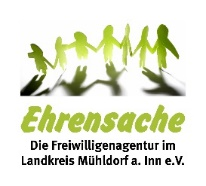 Ehrensache
Die Freiwilligenagentur im
Landkreis Mühldorf a. Inn e.V.